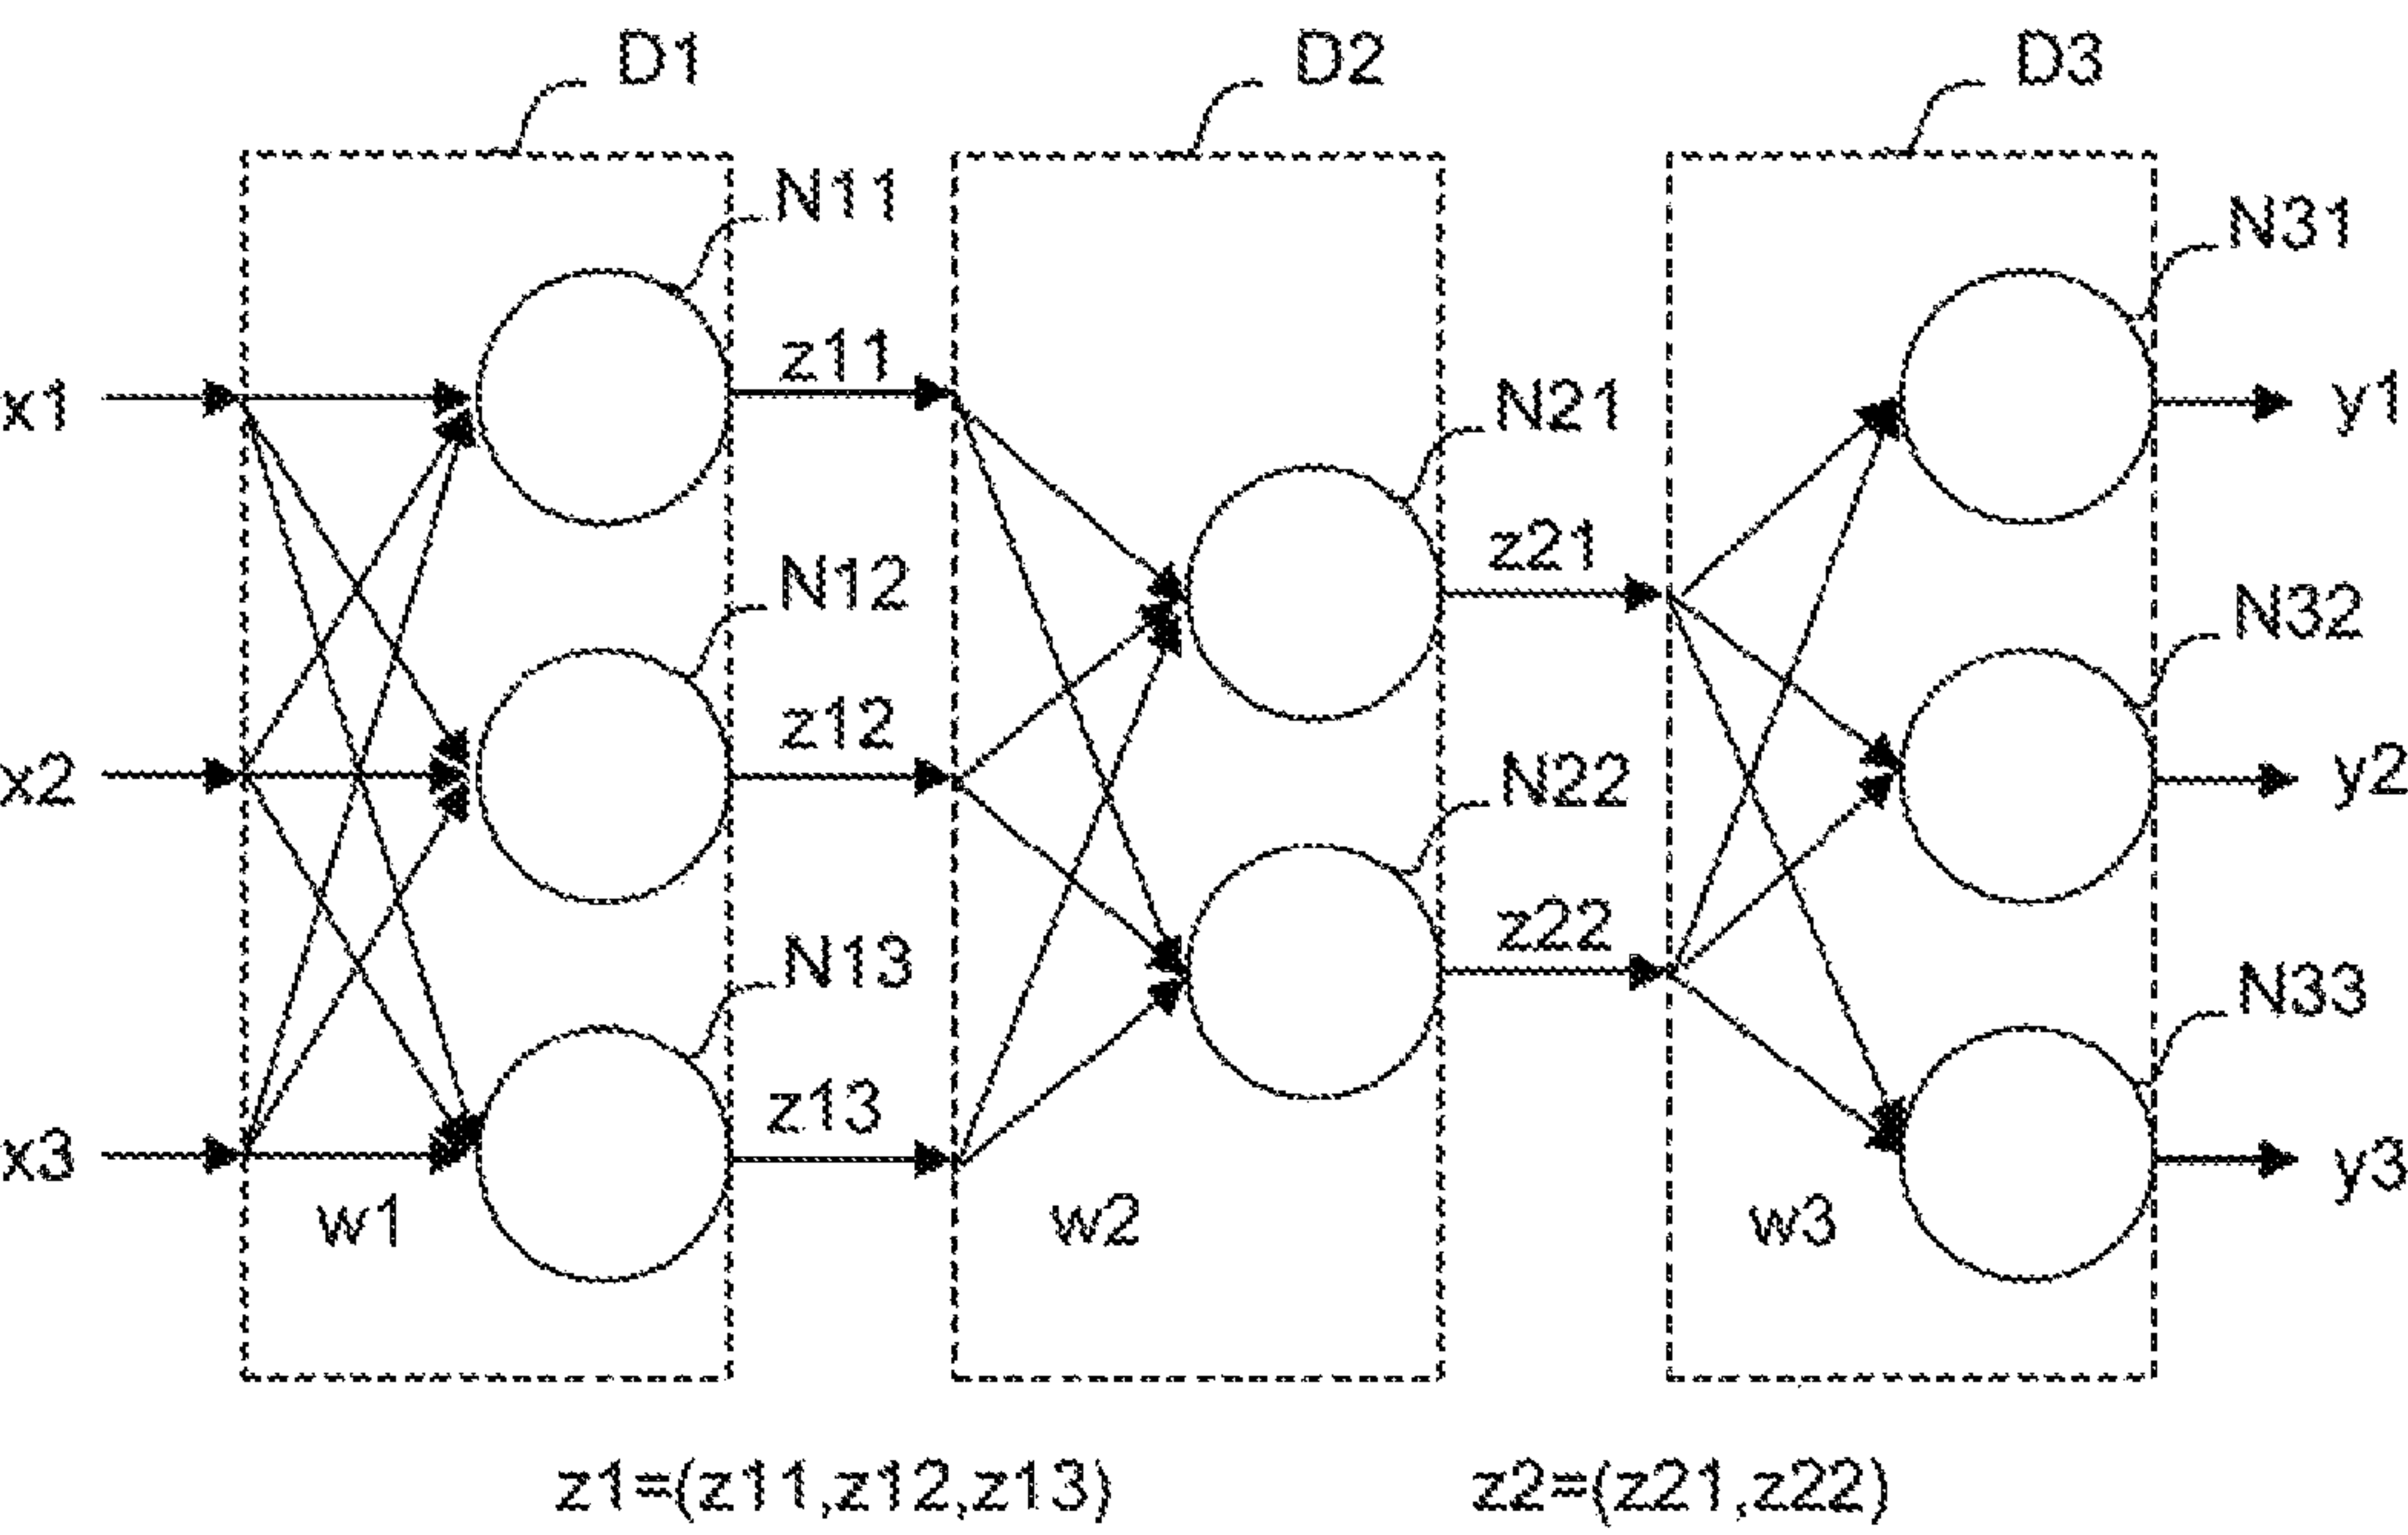 D1 D2 D3
N11 N31
z11 N21
x1 y1
z21
N12 N32
z12 N22
x2 y2
z22
N13 N33
z13
x3 y3
w1 w2 w3
z1=(z11,z12,z13) z2=(z21,z22)